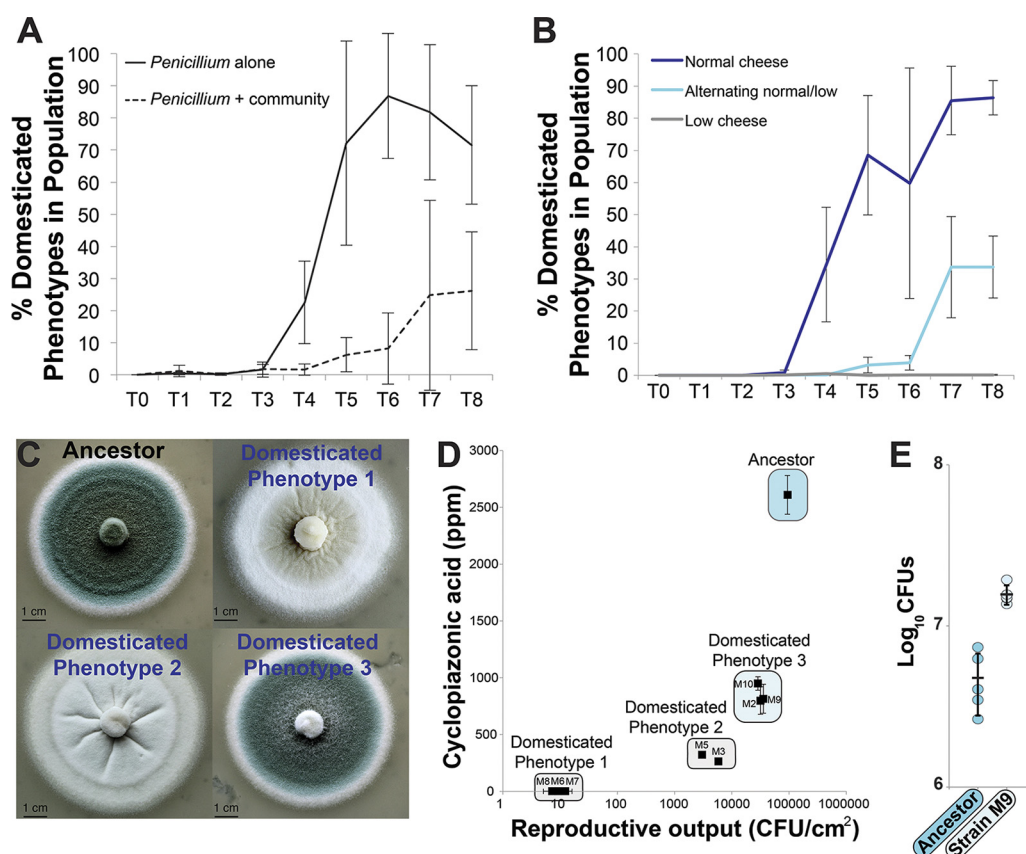 A
% Domesticated
Phenotypes in Population
100
90
80
70
60
50
40
30
20
10
0
Penicillium alone
Penicillium + community
T0 T1 T2 T3 T4 T5 T6 T7 T8
B
% Domesticated
Phenotypes in Population
100
90
80
70
60
50
40
30
20
10
0
Normal cheese
Alternating normal/low
Low cheese
T0 T1 T2 T3 T4 T5 T6 T7 T8
C
Ancestor
1 cm
Domesticated
Phenotype 1
1 cm
Domesticated
Phenotype 2
1 cm
Domesticated
Phenotype 3
1 cm
D
Cyclopiazonic acid (ppm)
3000
2500
2000
1500
1000
500
0
Ancestor
Domesticated
Phenotype 3
M10
M2 M9
Domesticated
Phenotype 2
M5
M3
Domesticated
Phenotype 1
M8 M6 M7
1 10 100 1000 10000 100000 1000000
Reproductive output (CFU/cm²)
E
Log₁₀ CFUs
8
7
6
Ancestor
Strain M9